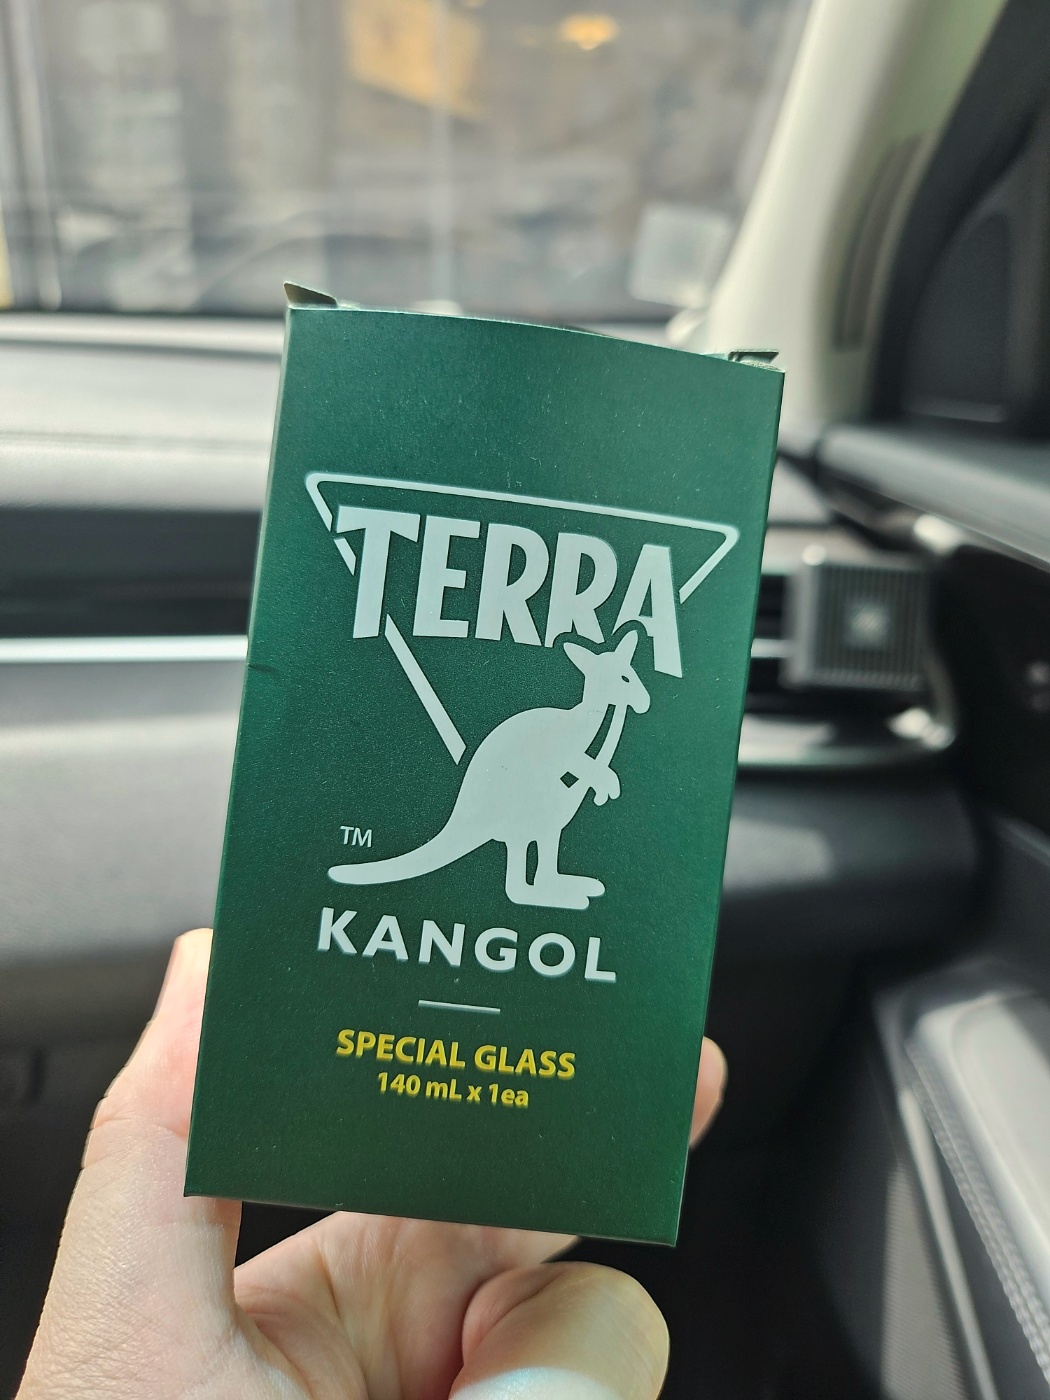 TERRA
TM
KANGOL
SPECIAL GLASS
140 mL x 1ea